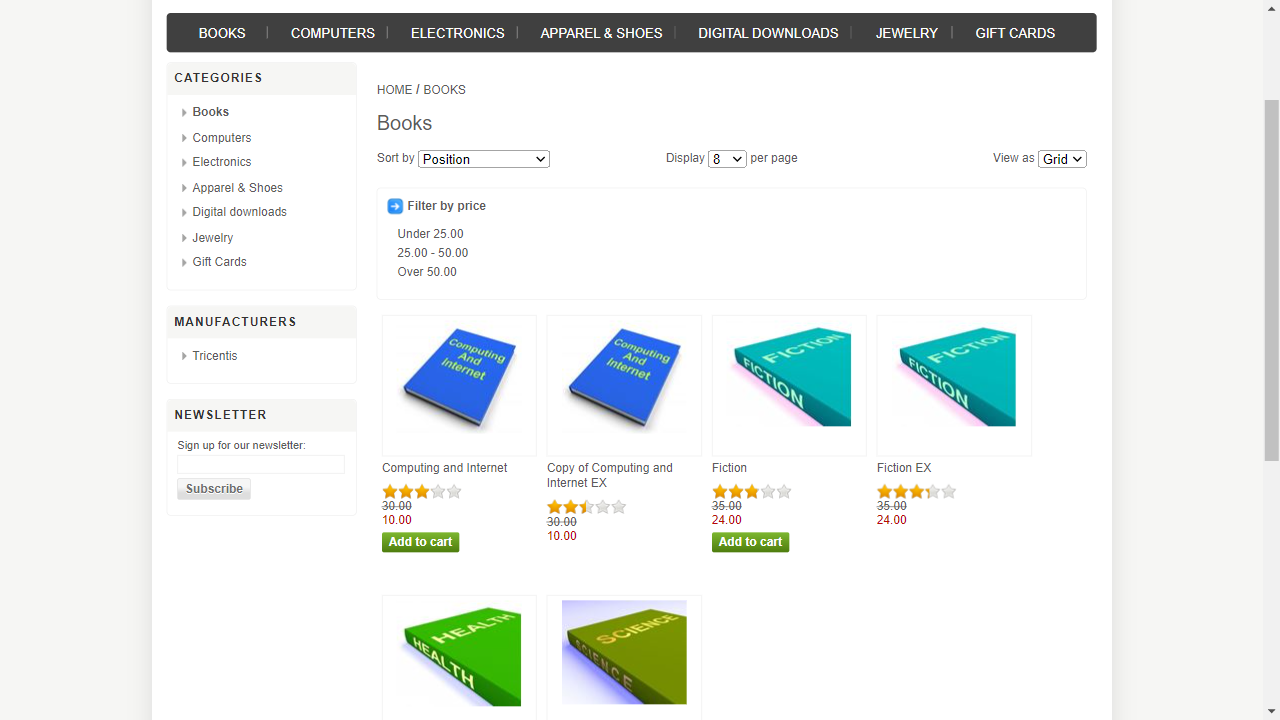 BOOKS COMPUTERS ELECTRONICS APPAREL & SHOES DIGITAL DOWNLOADS JEWELRY GIFT CARDS
CATEGORIES
Books
Computers
Electronics
Apparel & Shoes
Digital downloads
Jewelry
Gift Cards
MANUFACTURERS
Tricentis
NEWSLETTER
Sign up for our newsletter:
Subscribe
HOME / BOOKS
Books
Sort by Position Display 8 per page View as Grid
Filter by price
Under 25.00
25.00 - 50.00
Over 50.00
Computing
And
Internet
Computing and Internet
30.00
10.00
Add to cart
Computing
And
Internet
Copy of Computing and
Internet EX
30.00
10.00
FICTION
FICTION
Fiction
35.00
24.00
Add to cart
FICTION
FICTION
Fiction EX
35.00
24.00
HEALTH
HEALTH
SCIENCE
SCIENCE